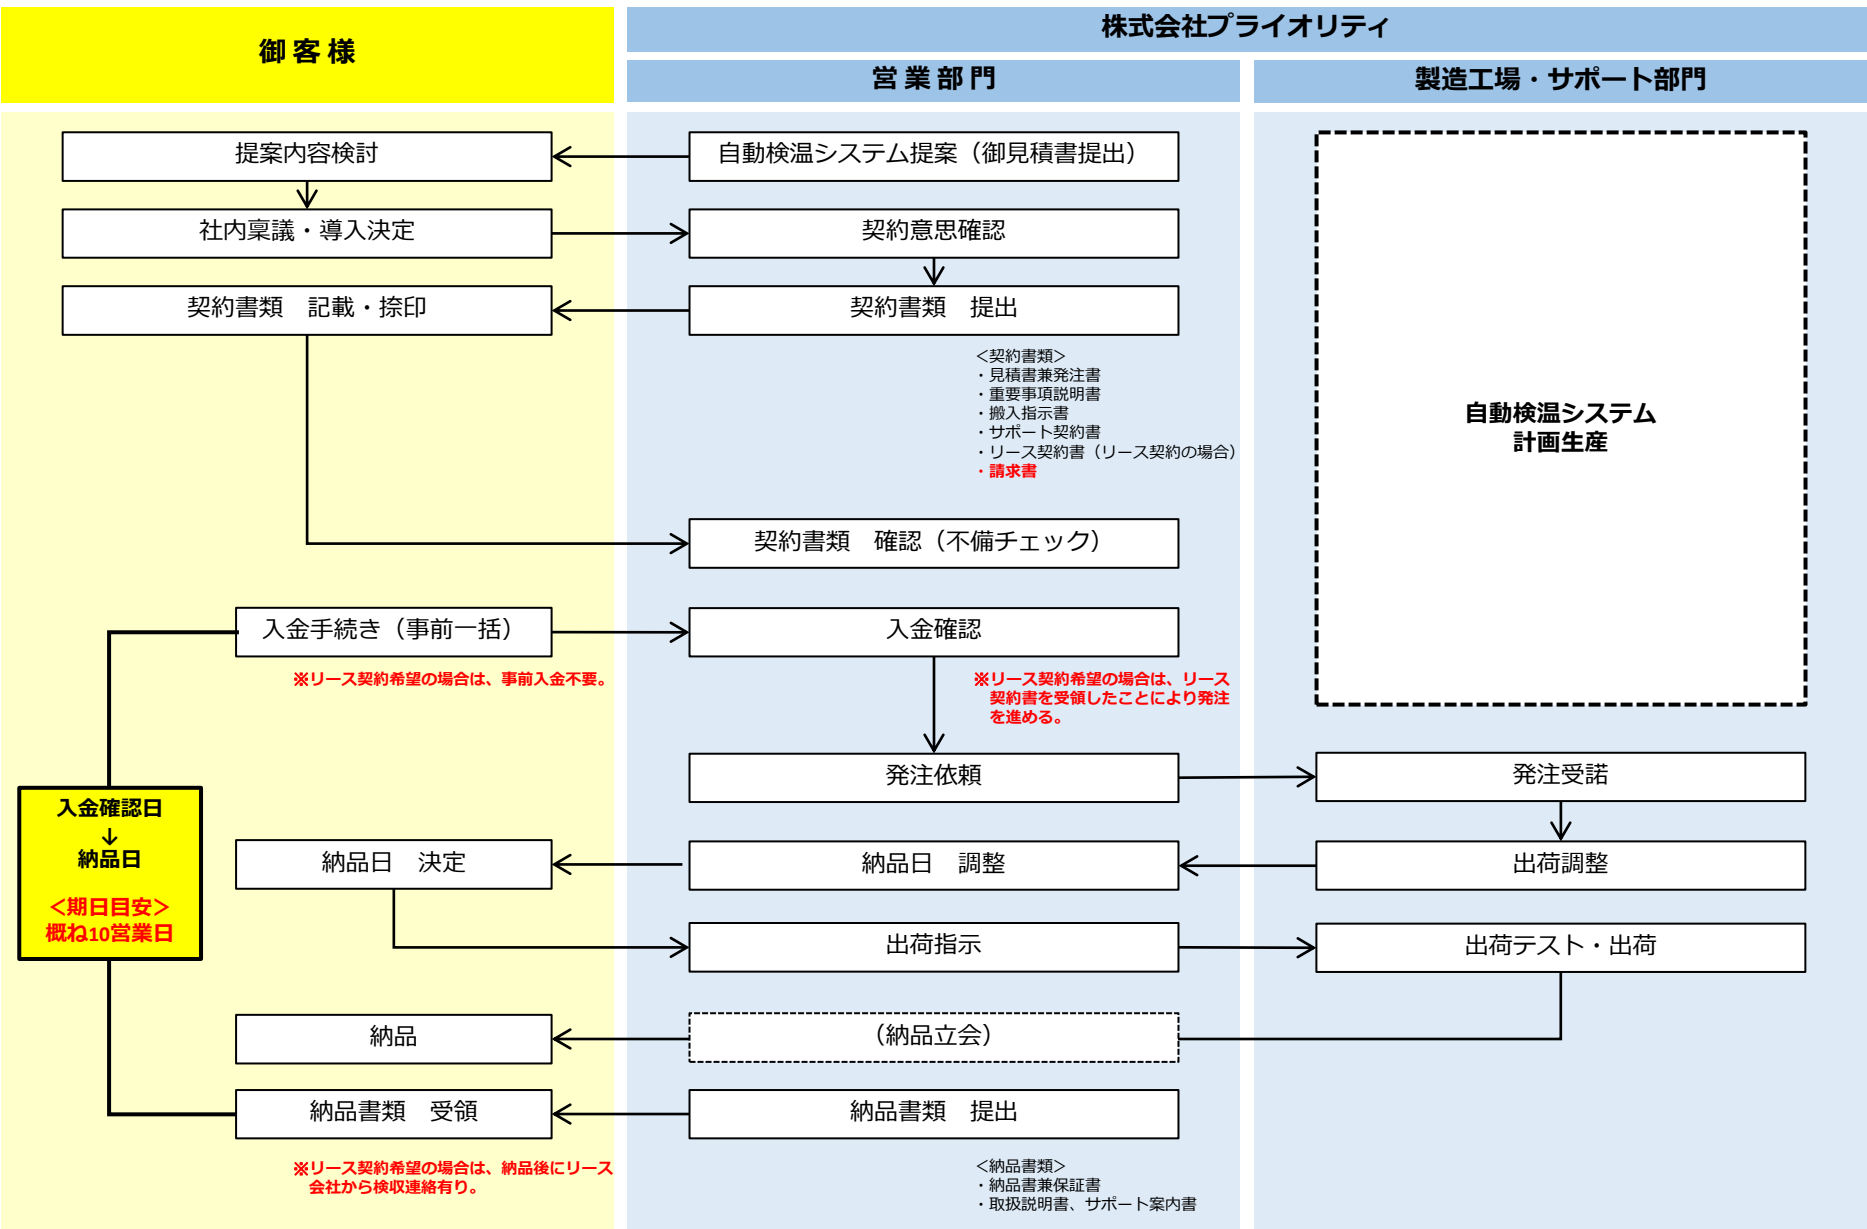 御 客 様
株式会社プライオリティ
営 業 部 門
製造工場・サポート部門
提案内容検討
自動検温システム提案（御見積書提出）
社内稟議・導入決定
契約意思確認
契約書類　記載・捺印
契約書類　提出
＜契約書類＞
・見積書兼発注書
・重要事項説明書
・搬入指示書
・サポート契約書
・リース契約書（リース契約の場合）
・請求書
自動検温システム
計画生産
契約書類　確認（不備チェック）
入金手続き（事前一括）
入金確認
※リース契約希望の場合は、事前入金不要。
※リース契約希望の場合は、リース
契約書を受領したことにより発注
を進める。
発注依頼
発注受諾
入金確認日
↓
納品日
＜期日目安＞
概ね10営業日
納品日　決定
納品日　調整
出荷調整
出荷指示
出荷テスト・出荷
納品
（納品立会）
納品書類　受領
納品書類　提出
※リース契約希望の場合は、納品後にリース
会社から検収連絡有り。
＜納品書類＞
・納品書兼保証書
・取扱説明書、サポート案内書